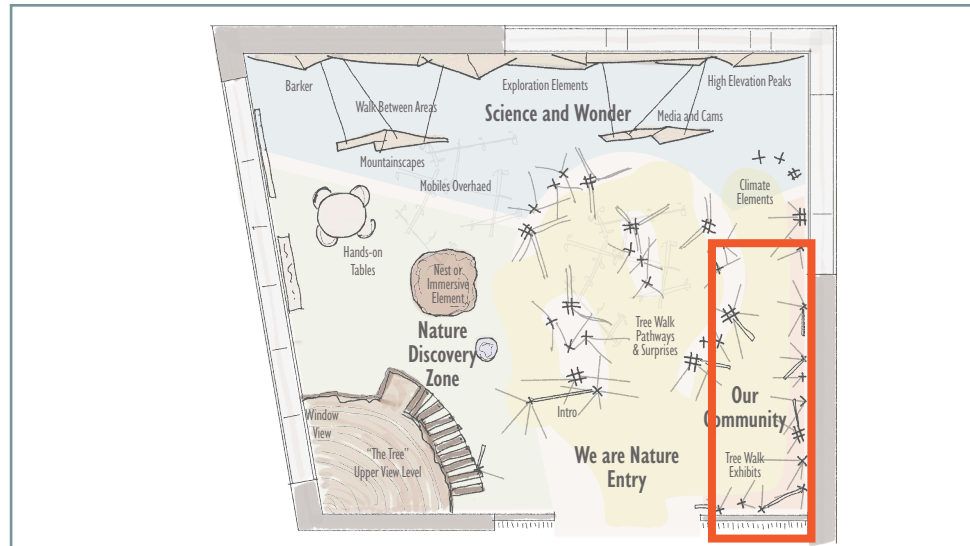 Barker
Exploration Elements
High Elevation Peaks
Walk Between Areas
Science and Wonder
Media and Cams
Mountainscapes
Mobiles Overhaed
Climate
Elements
Hands-on
Tables
Nest or
Immersive
Element
Nature
Discovery
Zone
Tree Walk
Pathways
& Surprises
Our
Community
Intro
Window
View
"The Tree"
Upper View Level
We are Nature
Entry
Tree Walk
Exhibits